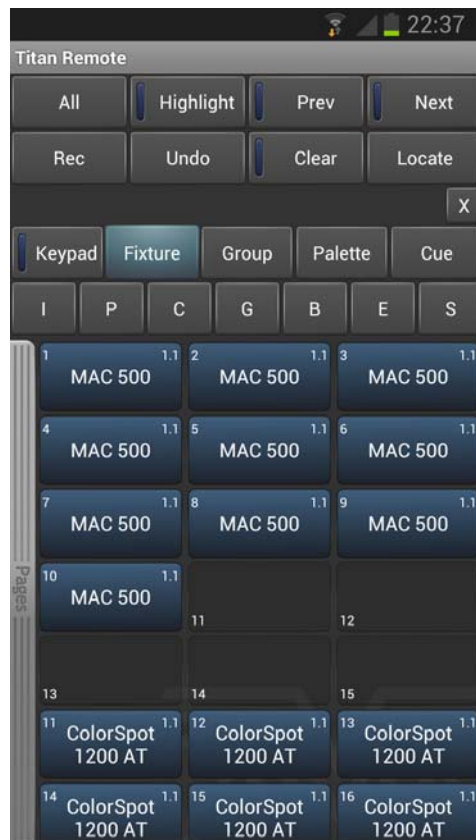 22:37
Titan Remote
All Highlight Prev Next
Rec Undo Clear Locate
X
Keypad Fixture Group Palette Cue
I P C G B E S
1 1.1 2 1.1 3 1.1
MAC 500 MAC 500 MAC 500
4 1.1 5 1.1 6 1.1
MAC 500 MAC 500 MAC 500
7 1.1 8 1.1 9 1.1
MAC 500 MAC 500 MAC 500
Pages
10 1.1
MAC 500
11 12
13 14 15
11 1.1 12 1.1 13 1.1
ColorSpot ColorSpot ColorSpot
1200 AT 1200 AT 1200 AT
14 1.1 15 1.1 16 1.1
ColorSpot ColorSpot ColorSpot
1200 AT 1200 AT 1200 AT